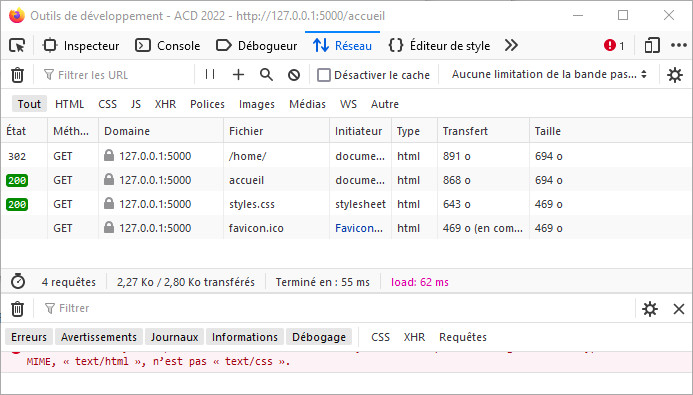 Outils de développement - ACD 2022 - http://127.0.0.1:5000/accueil
Inspecteur Console Débogueur Réseau {} Éditeur de style 1
Filtrer les URL Désactiver le cache Aucune limitation de la bande pas...
Tout HTML CSS JS XHR Polices Images Médias WS Autre
État Méth... Domaine Fichier Initiateur Type Transfert Taille
302 GET 127.0.0.1:5000 /home/ docume... html 891 o 694 o
200 GET 127.0.0.1:5000 accueil docume... html 868 o 694 o
200 GET 127.0.0.1:5000 styles.css stylesheet html 643 o 469 o
GET 127.0.0.1:5000 favicon.ico Favicon... html 469 o (en com... 469 o
4 requêtes 2,27 Ko / 2,80 Ko transférés Terminé en : 55 ms load: 62 ms
Filtrer
Erreurs Avertissements Journaux Informations Débogage CSS XHR Requêtes
MIME, « text/html », n’est pas « text/css ».